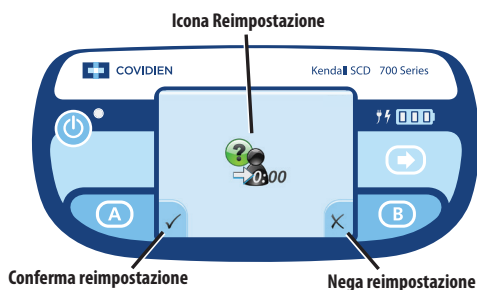 Icona Reimpostazione
COVIDIEN
Kendall SCD 700 Series
?
0:00
A
B
Conferma reimpostazione
Nega reimpostazione